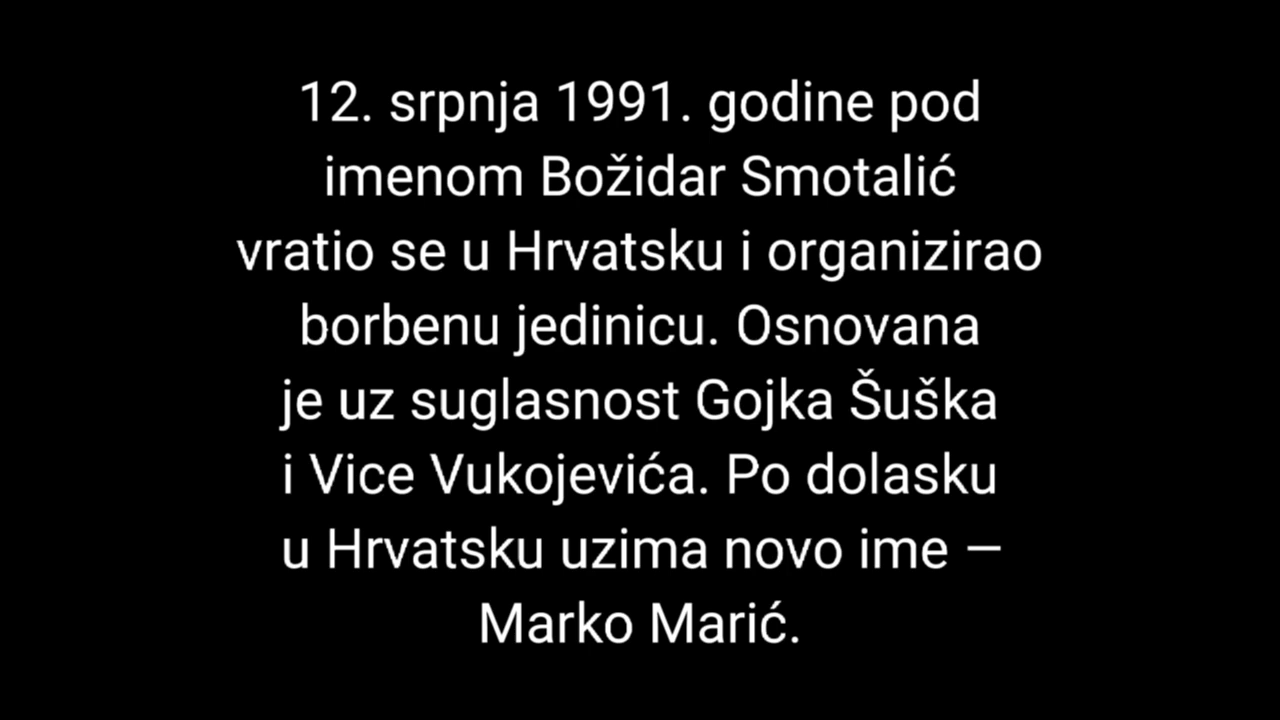 12. srpnja 1991. godine pod
imenom Božidar Smotalić
vratio se u Hrvatsku i organizirao
borbenu jedinicu. Osnovana
je uz suglasnost Gojka Šuška
i Vice Vukojevića. Po dolasku
u Hrvatsku uzima novo ime —
Marko Marić.